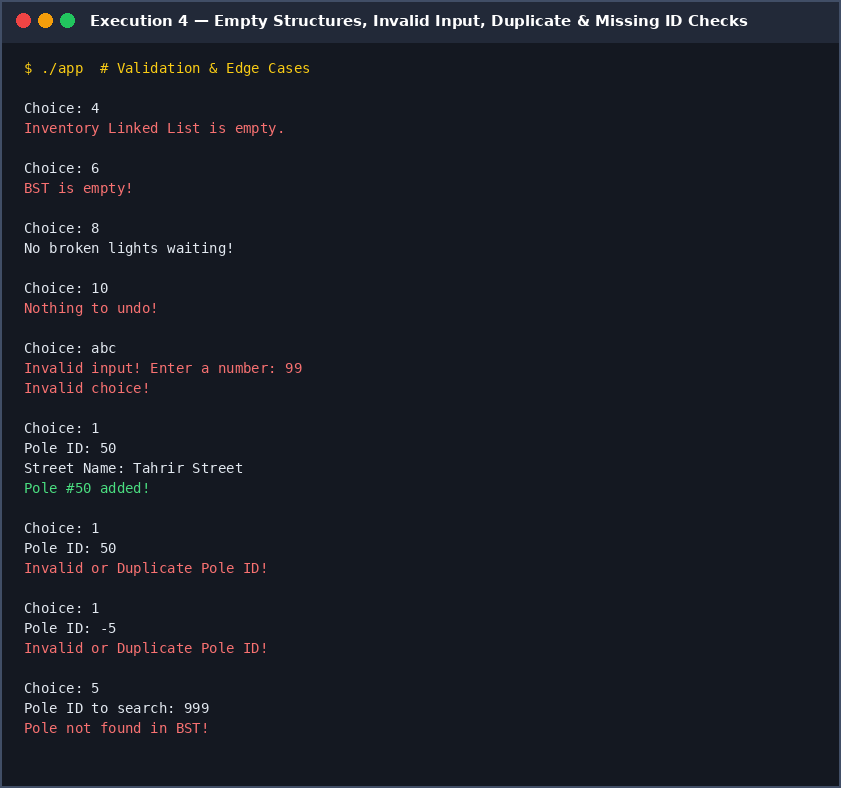 Execution 4 — Empty Structures, Invalid Input, Duplicate & Missing ID Checks
$ ./app  # Validation & Edge Cases
Choice: 4
Inventory Linked List is empty.
Choice: 6
BST is empty!
Choice: 8
No broken lights waiting!
Choice: 10
Nothing to undo!
Choice: abc
Invalid input! Enter a number: 99
Invalid choice!
Choice: 1
Pole ID: 50
Street Name: Tahrir Street
Pole #50 added!
Choice: 1
Pole ID: 50
Invalid or Duplicate Pole ID!
Choice: 1
Pole ID: -5
Invalid or Duplicate Pole ID!
Choice: 5
Pole ID to search: 999
Pole not found in BST!